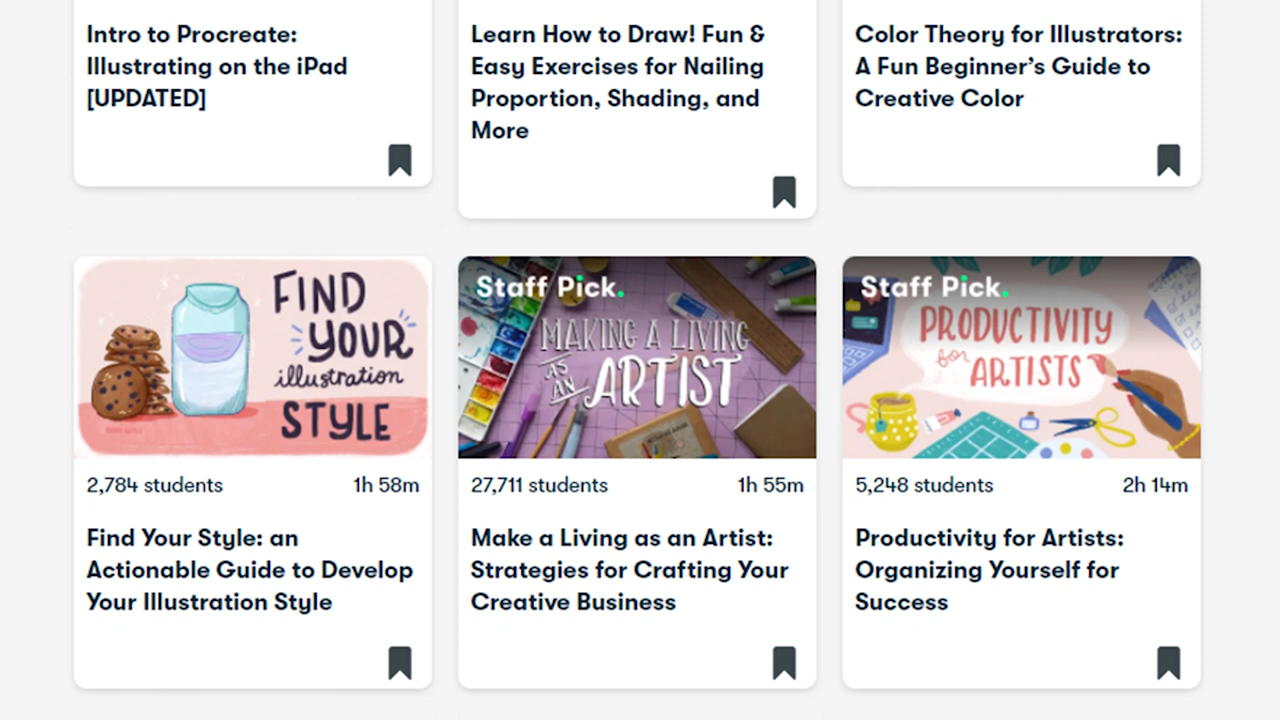 Intro to Procreate:
Illustrating on the iPad
[UPDATED]
Learn How to Draw! Fun &
Easy Exercises for Nailing
Proportion, Shading, and
More
Color Theory for Illustrators:
A Fun Beginner’s Guide to
Creative Color
FIND
YOUR
illustration
STYLE
2,784 students
1h 58m
Find Your Style: an
Actionable Guide to Develop
Your Illustration Style
Staff Pick.
MAKING A LIVING
AS
AN
ARTIST
27,711 students
1h 55m
Make a Living as an Artist:
Strategies for Crafting Your
Creative Business
Staff Pick.
PRODUCTIVITY
for
ARTISTS
5,248 students
2h 14m
Productivity for Artists:
Organizing Yourself for
Success